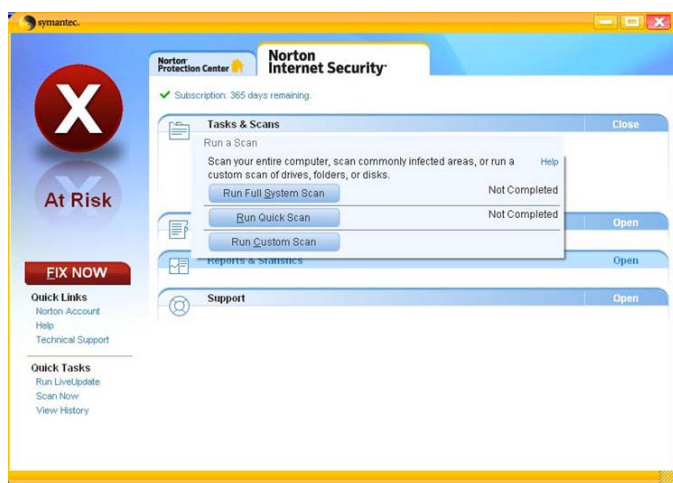 symantec.
Norton
Protection Center
Norton
Internet Security
Subscription: 365 days remaining.
X
At Risk
FIX NOW
Quick Links
Norton Account
Help
Technical Support
Quick Tasks
Run LiveUpdate
Scan Now
View History
Tasks & Scans Close
Run a Scan
Scan your entire computer, scan commonly infected areas, or run a Help
custom scan of drives, folders, or disks.
Run Full System Scan Not Completed
Run Quick Scan Not Completed
Run Custom Scan
Open
Reports & Statistics Open
Support Open